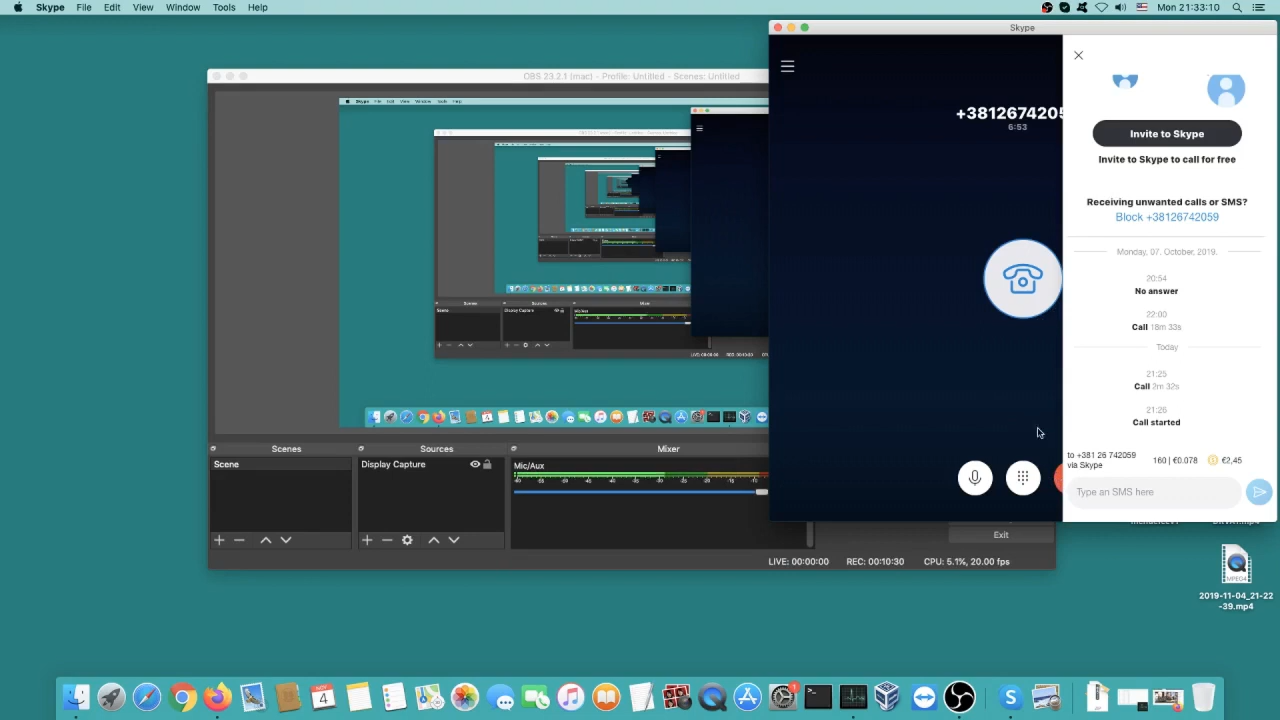 Skype File Edit View Window Tools Help
Mon 21:33:10
OBS 23.2.1 (mac) - Profile: Untitled - Scenes: Untitled
Skype
+3812674205
6:53
Invite to Skype
Invite to Skype to call for free
Receiving unwanted calls or SMS?
Block +38126742059
Monday, 07. October, 2019.
20:54
No answer
22:00
Call 18m 33s
Today
21:25
Call 2m 32s
21:26
Call started
to +381 26 742059
via Skype
160 | €0.078
€2,45
Type an SMS here
Scenes
Sources
Mixer
Scene
Display Capture
Mic/Aux
Exit
LIVE: 00:00:00
REC: 00:10:30
CPU: 5.1%, 20.00 fps
MPEG4
2019-11-04_21-22
-39.mp4